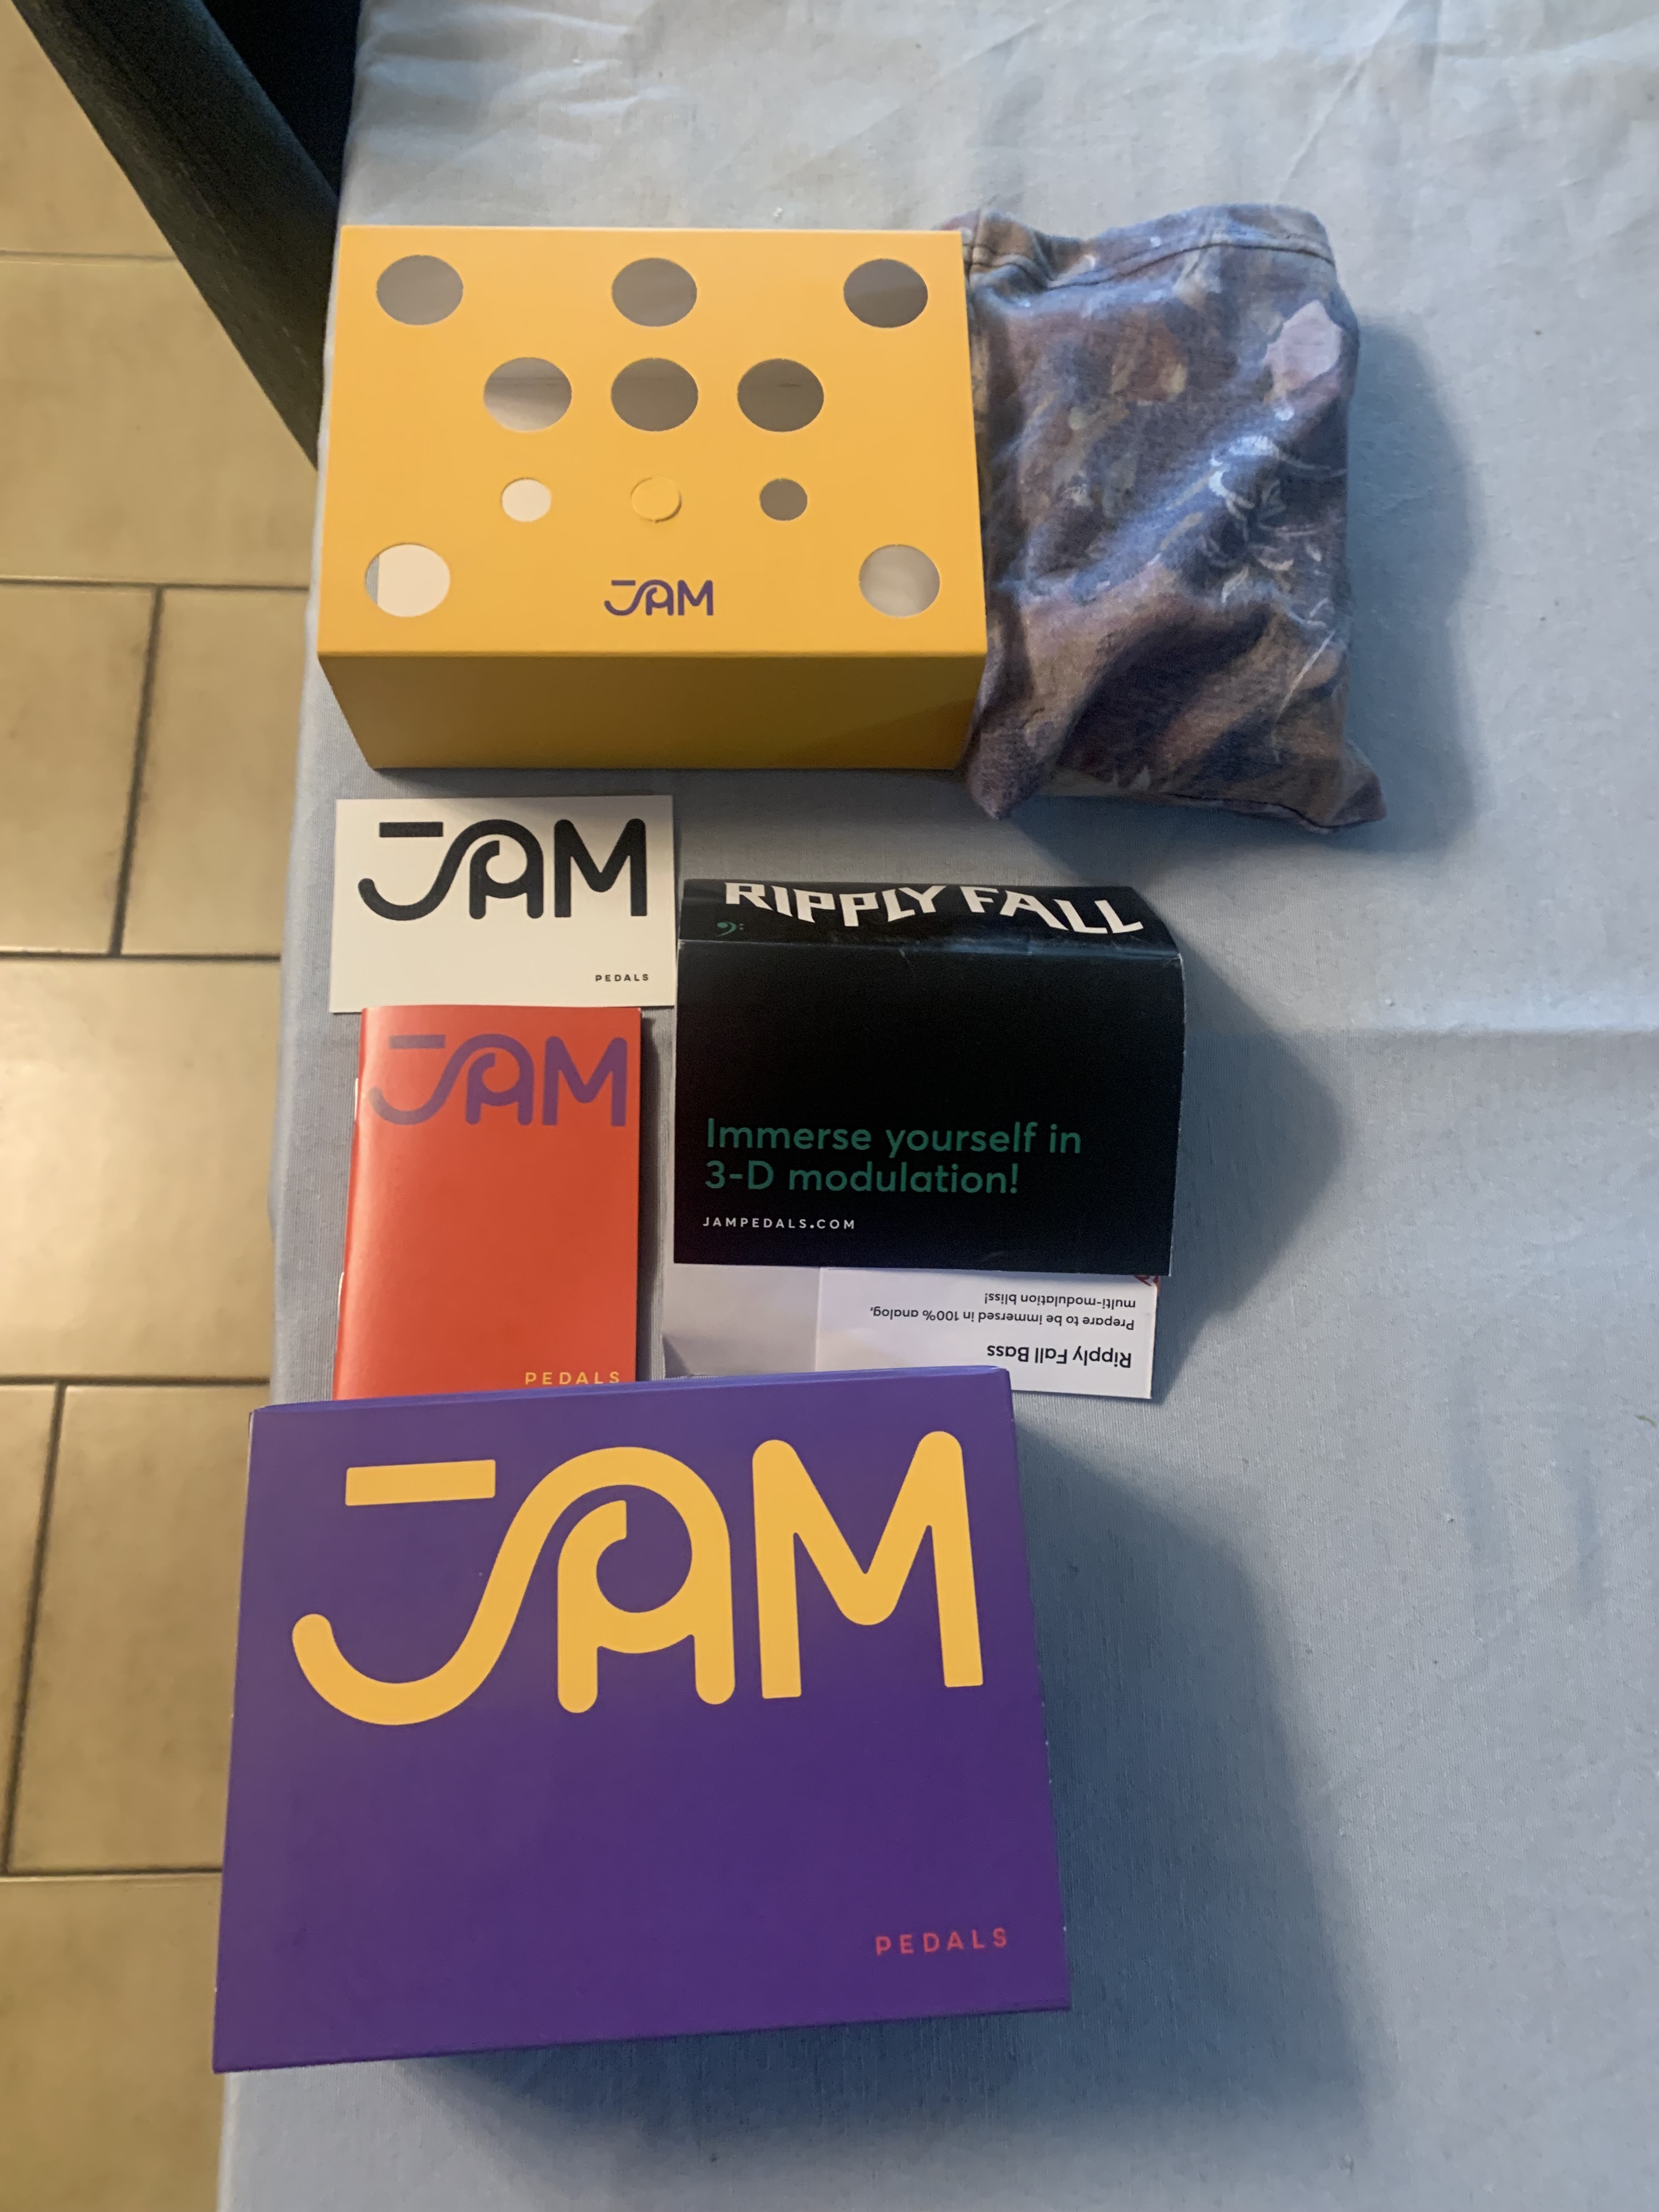 JAM
JAM
PEDALS
RIPPLY FALL
Immerse yourself in
3-D modulation!
JAMPEDALS.COM
JAM
PEDALS
Ripply Fall Bass
Prepare to be immersed in 100% analog,
multi-modulation bliss!
JAM
PEDALS